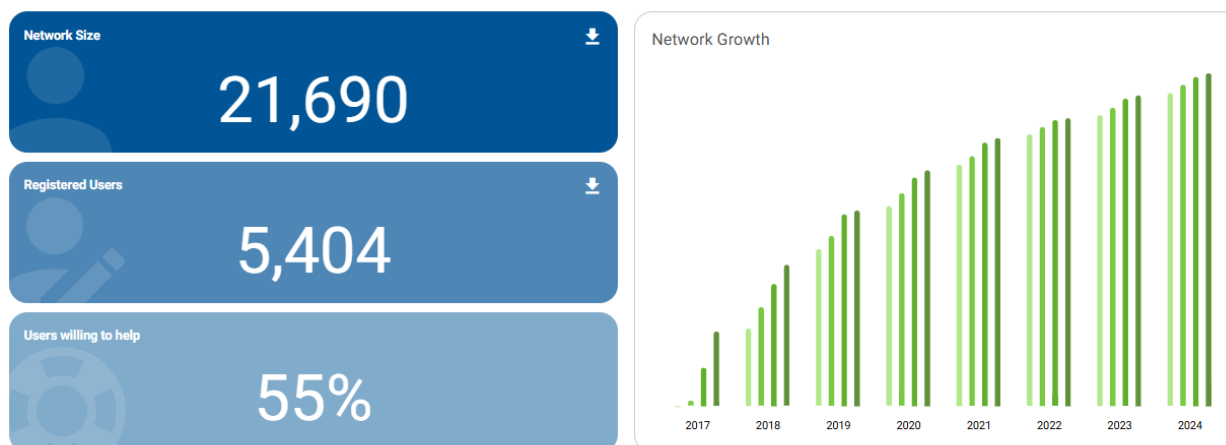 Network Size
21,690
Registered Users
5,404
Users willing to help
55%
Network Growth
2017 2018 2019 2020 2021 2022 2023 2024